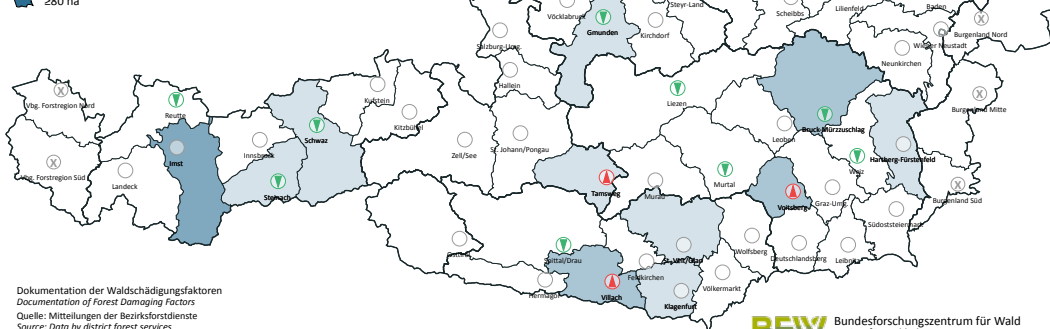 ≥80 ha
Vöcklabruck
Steyr-Land
Scheibbs
Lilienfeld
Baden
Gmunden
Kirchdorf
Burgenland Nord
Salzburg-Umg.
Wiener Neustadt
Neunkirchen
Hallein
Vbg. Forstregion Nord
Reutte
Kufstein
Kitzbühel
Liezen
Bruck-Mürzzuschlag
Burgenland Mitte
Schwaz
Leoben
Innsbruck
Zell/See
St. Johann/Pongau
Imst
Vbg. Forstregion Süd
Landeck
Weiz
Hartberg-Fürstenfeld
Steinach
Tamsweg
Murau
Murtal
Voitsberg
Graz-Umg.
Burgenland Süd
Südoststeiermark
Osttirol
Spittal/Drau
St. Veit/Glan
Wolfsberg
Deutschlandsberg
Leibnitz
Feldkirchen
Hermagor
Villach
Völkermarkt
Klagenfurt
Dokumentation der Waldschädigungsfaktoren
Documentation of Forest Damaging Factors
Quelle: Mitteilungen der Bezirksforstdienste
Source: Data by district forest services
BFW
Bundesforschungszentrum für Wald